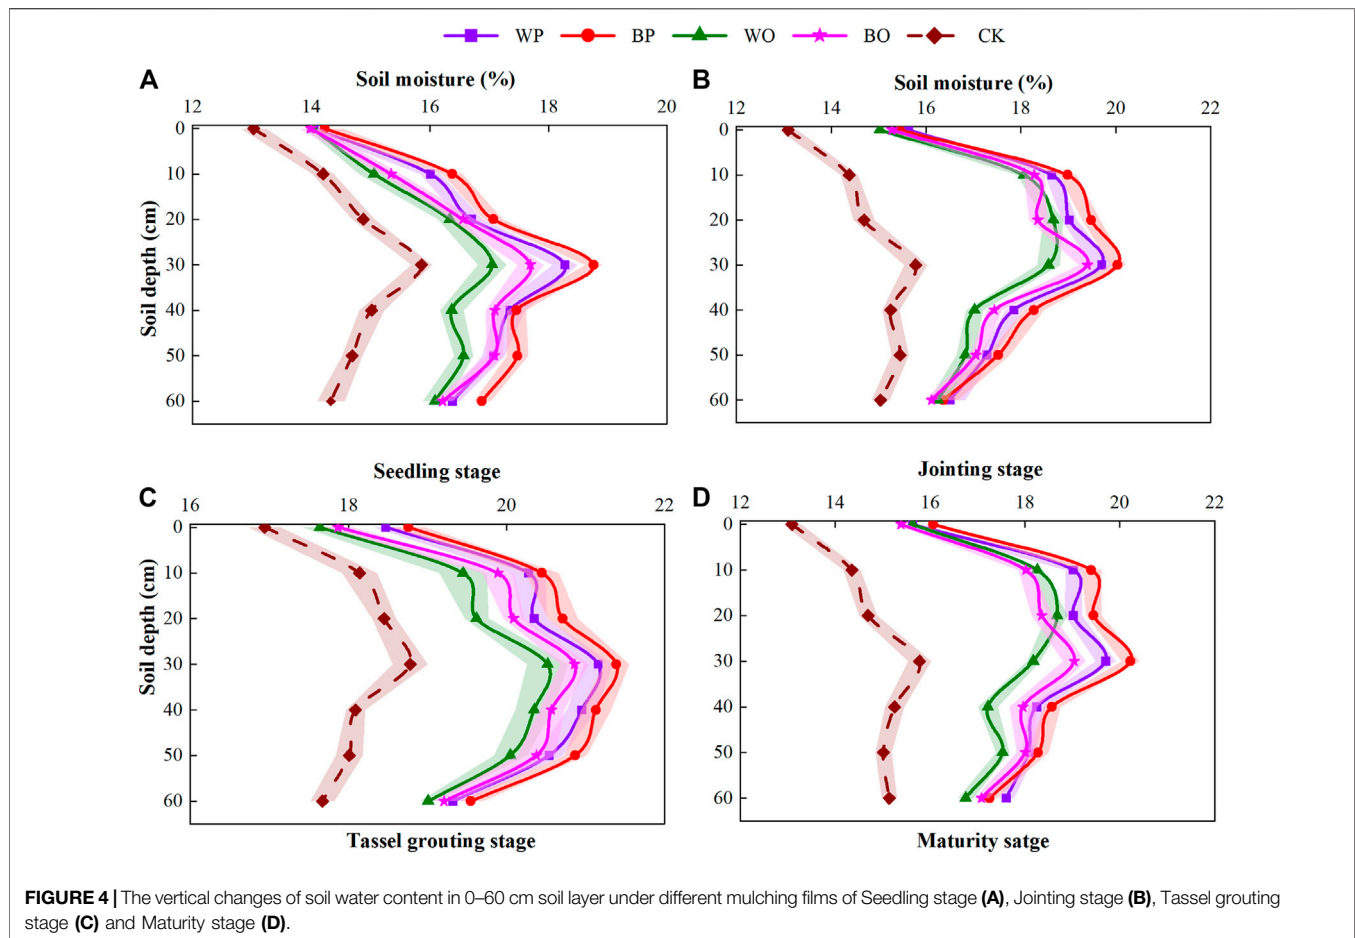 WP BP WO BO CK
A
Soil moisture (%)
12 14 16 18 20
Soil depth (cm)
0
10
20
30
40
50
60
Seedling stage
B
Soil moisture (%)
12 14 16 18 20 22
0
10
20
30
40
50
60
Jointing stage
C
16 18 20 22
Soil depth (cm)
0
10
20
30
40
50
60
Tassel grouting stage
D
12 14 16 18 20 22
0
10
20
30
40
50
60
Maturity satge
FIGURE 4 | The vertical changes of soil water content in 0–60 cm soil layer under different mulching films of Seedling stage (A), Jointing stage (B), Tassel grouting
stage (C) and Maturity stage (D).